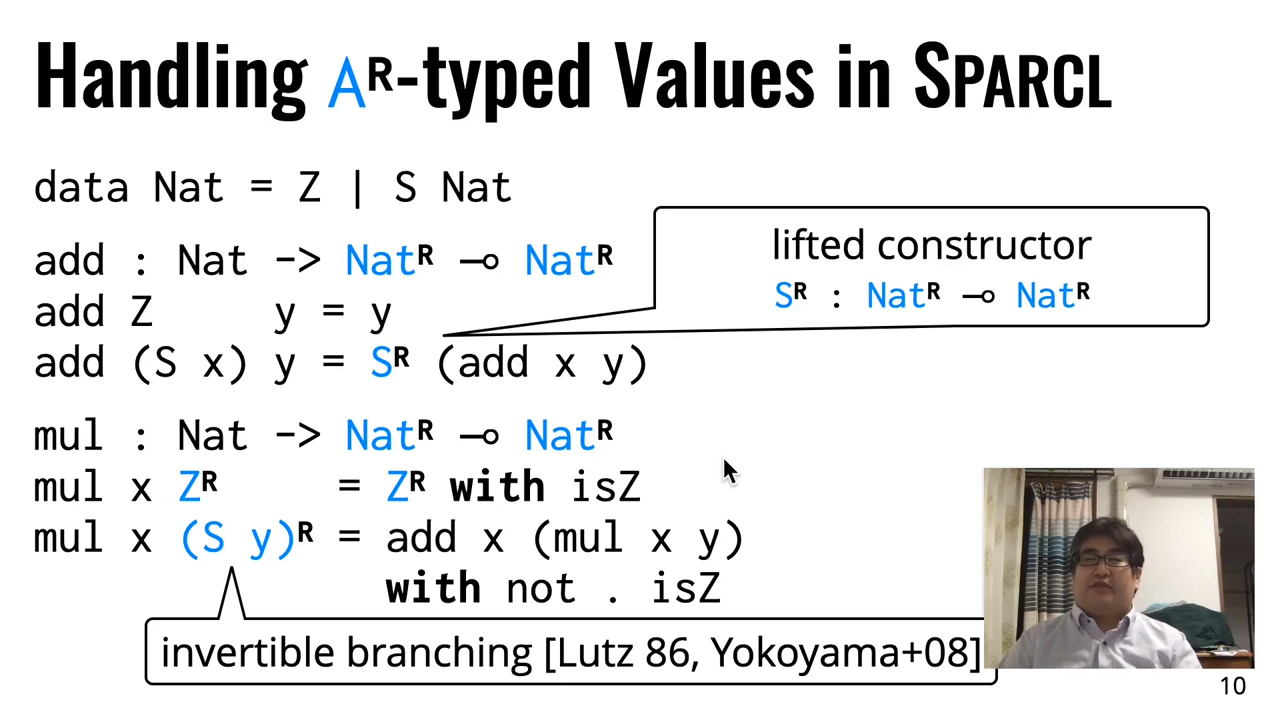 Handling Aᴿ-typed Values in SPARCL
data Nat = Z | S Nat
add : Nat -> Natᴿ ⊸ Natᴿ
add Z y = y
add (S x) y = Sᴿ (add x y)
lifted constructor
Sᴿ : Natᴿ ⊸ Natᴿ
mul : Nat -> Natᴿ ⊸ Natᴿ
mul x Zᴿ = Zᴿ with isZ
mul x (S y)ᴿ = add x (mul x y)
with not . isZ
invertible branching [Lutz 86, Yokoyama+08]
10